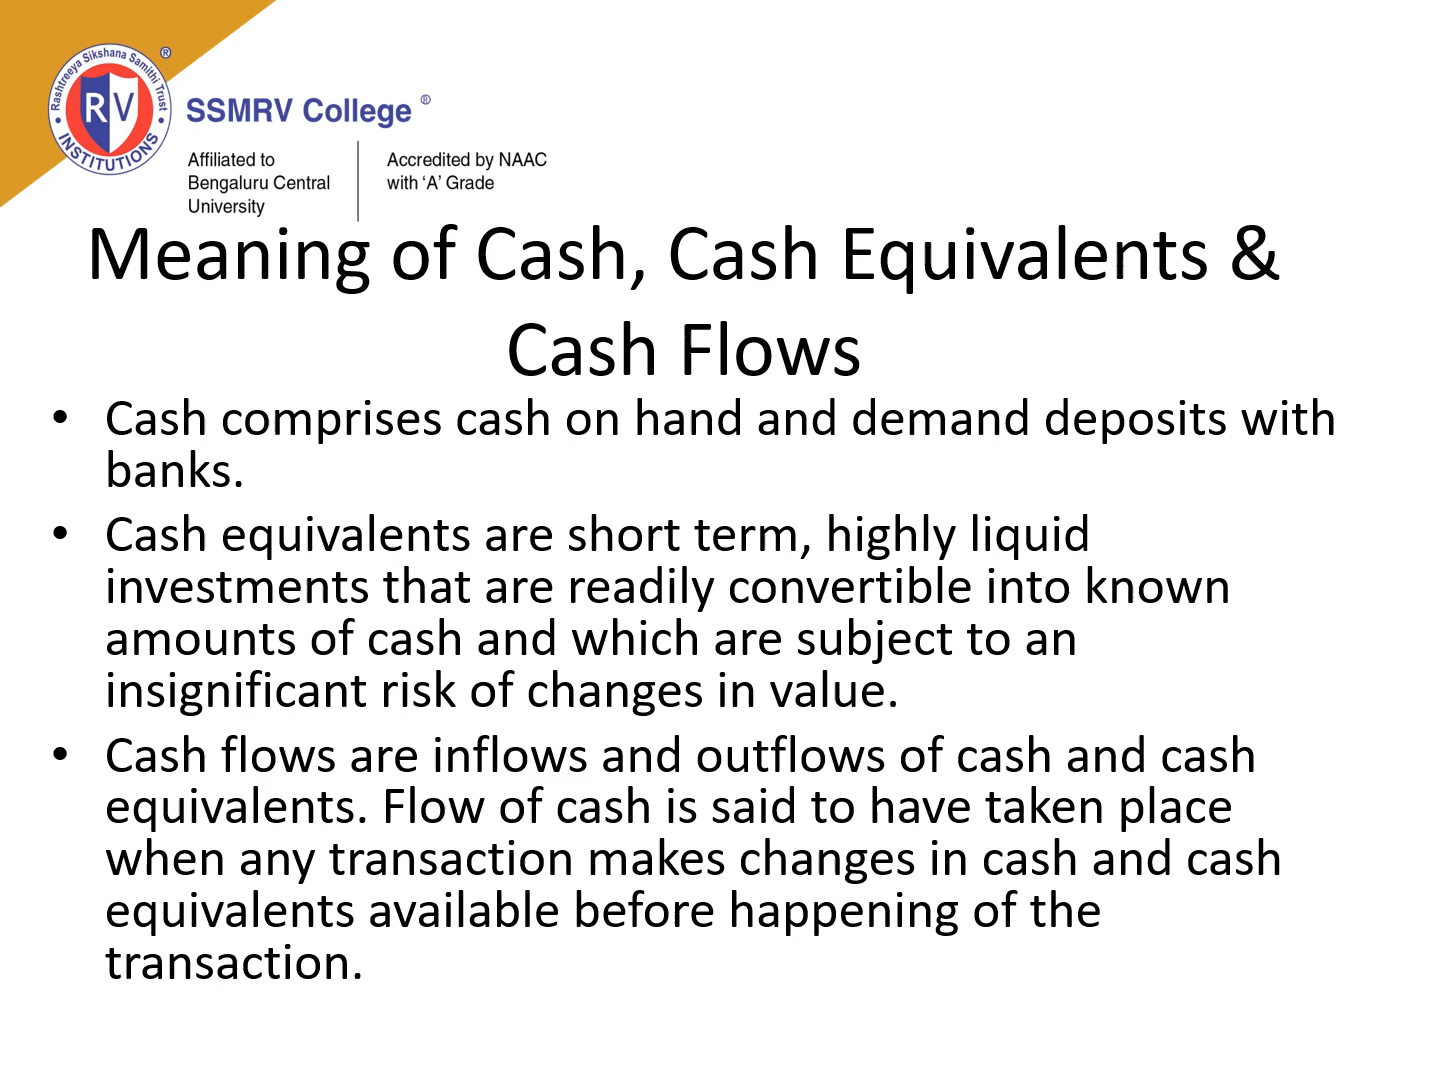 Rashtreeya Sikshana Samithi Trust
®
RV
• INSTITUTIONS •
SSMRV College ®
Affiliated to
Bengaluru Central
University
Accredited by NAAC
with ‘A’ Grade
Meaning of Cash, Cash Equivalents &
Cash Flows
• Cash comprises cash on hand and demand deposits with
banks.
• Cash equivalents are short term, highly liquid
investments that are readily convertible into known
amounts of cash and which are subject to an
insignificant risk of changes in value.
• Cash flows are inflows and outflows of cash and cash
equivalents. Flow of cash is said to have taken place
when any transaction makes changes in cash and cash
equivalents available before happening of the
transaction.